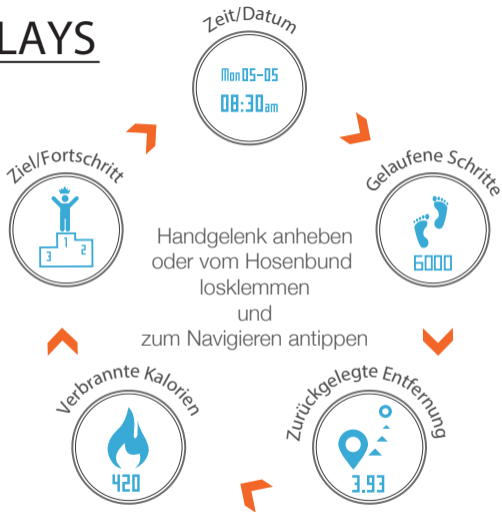 LAYS
Zeit/Datum
Mon 05-05
08:30am
Gelaufene Schritte
6000
Zurückgelegte Entfernung
3.93
Verbrannte Kalorien
420
Ziel/Fortschritt
1
2
3
Handgelenk anheben
oder vom Hosenbund
losklemmen
und
zum Navigieren antippen